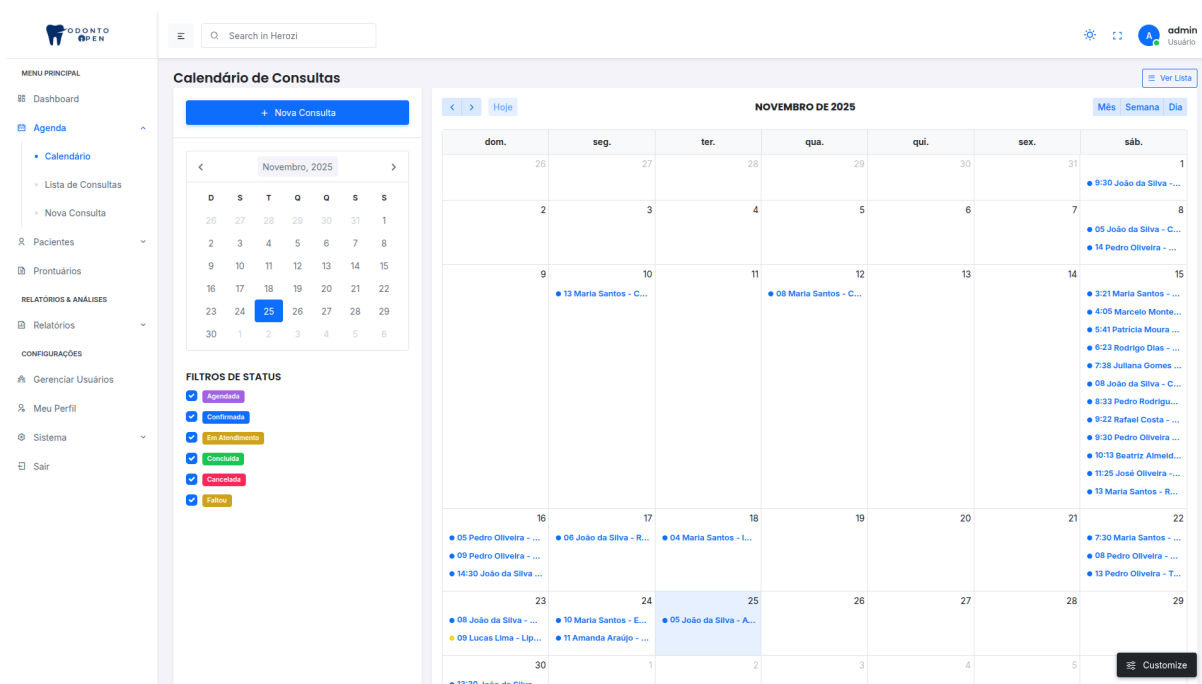 ODONTO
OPEN
Search in Herozi
A
admin
Usuário
MENU PRINCIPAL
Dashboard
Agenda
Calendário
Lista de Consultas
Nova Consulta
Pacientes
Prontuários
RELATÓRIOS & ANÁLISES
Relatórios
CONFIGURAÇÕES
Gerenciar Usuários
Meu Perfil
Sistema
Sair
Calendário de Consultas
Ver Lista
+ Nova Consulta
Novembro, 2025
D S T Q Q S S
26 27 28 29 30 31 1
2 3 4 5 6 7 8
9 10 11 12 13 14 15
16 17 18 19 20 21 22
23 24 25 26 27 28 29
30 1 2 3 4 5 6
FILTROS DE STATUS
Agendada
Confirmada
Em Atendimento
Concluída
Cancelada
Faltou
Hoje
NOVEMBRO DE 2025
Mês Semana Dia
dom. seg. ter. qua. qui. sex. sáb.
26 27 28 29 30 31 1
9:30 João da Silva -...
2 3 4 5 6 7 8
05 João da Silva - C...
14 Pedro Oliveira - ...
9 10 11 12 13 14 15
13 Maria Santos - C...
08 Maria Santos - C...
3:21 Maria Santos - ...
4:05 Marcelo Monte...
5:41 Patrícia Moura ...
6:23 Rodrigo Dias - ...
7:38 Juliana Gomes ...
08 João da Silva - C...
8:33 Pedro Rodrigu...
9:22 Rafael Costa - ...
9:30 Pedro Oliveira ...
10:13 Beatriz Almeid...
11:25 José Oliveira -...
13 Maria Santos - R...
16 17 18 19 20 21 22
05 Pedro Oliveira - ...
09 Pedro Oliveira - ...
14:30 João da Silva ...
06 João da Silva - R...
04 Maria Santos - I...
7:30 Maria Santos - ...
08 Pedro Oliveira - ...
13 Pedro Oliveira - T...
23 24 25 26 27 28 29
08 João da Silva - ...
09 Lucas Lima - Lip...
10 Maria Santos - E...
11 Amanda Araújo - ...
05 João da Silva - A...
30 1 2 3 4 5
13:30 João da Silva
Customize